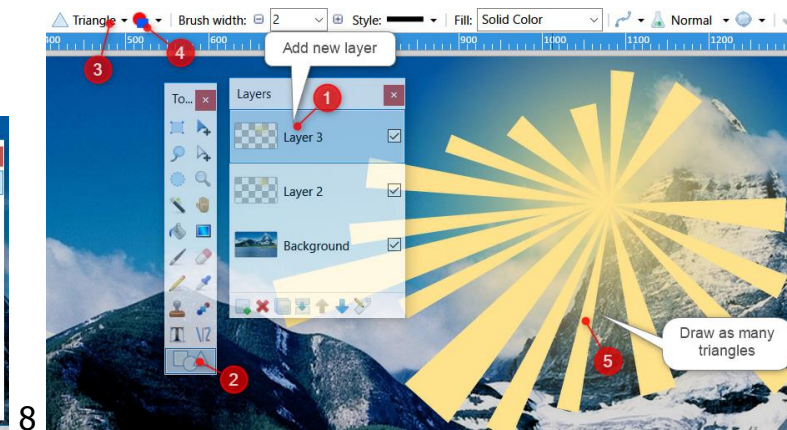 Triangle Brush width: 2 Style: Fill: Solid Color Normal
500 600 900 1000 1100 1200
3
4
Add new layer
To...
Layers
1
Layer 3
Layer 2
Background
T
2
5
Draw as many
triangles
8